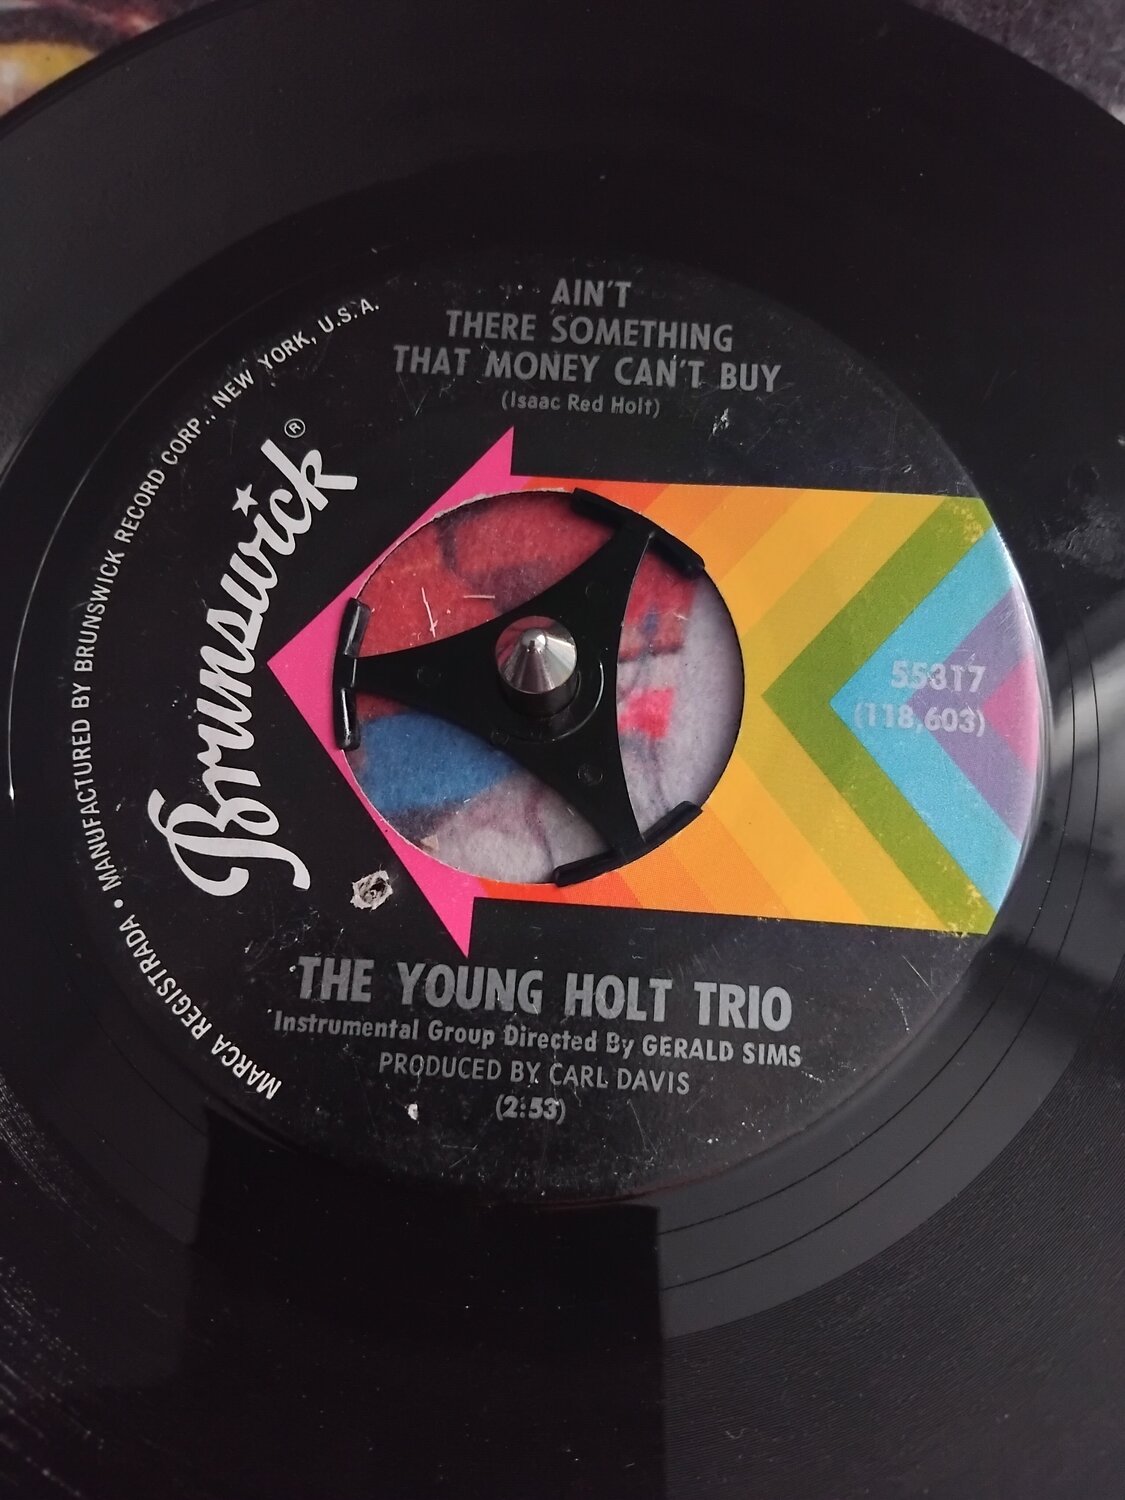 AIN'T
THERE SOMETHING
THAT MONEY CAN'T BUY
(Isaac Red Holt)
Brunswick®
55317
(118,603)
THE YOUNG HOLT TRIO
Instrumental Group Directed By GERALD SIMS
PRODUCED BY CARL DAVIS
(2:53)
MARCA REGISTRADA • MANUFACTURED BY BRUNSWICK RECORD CORP., NEW YORK, U.S.A.